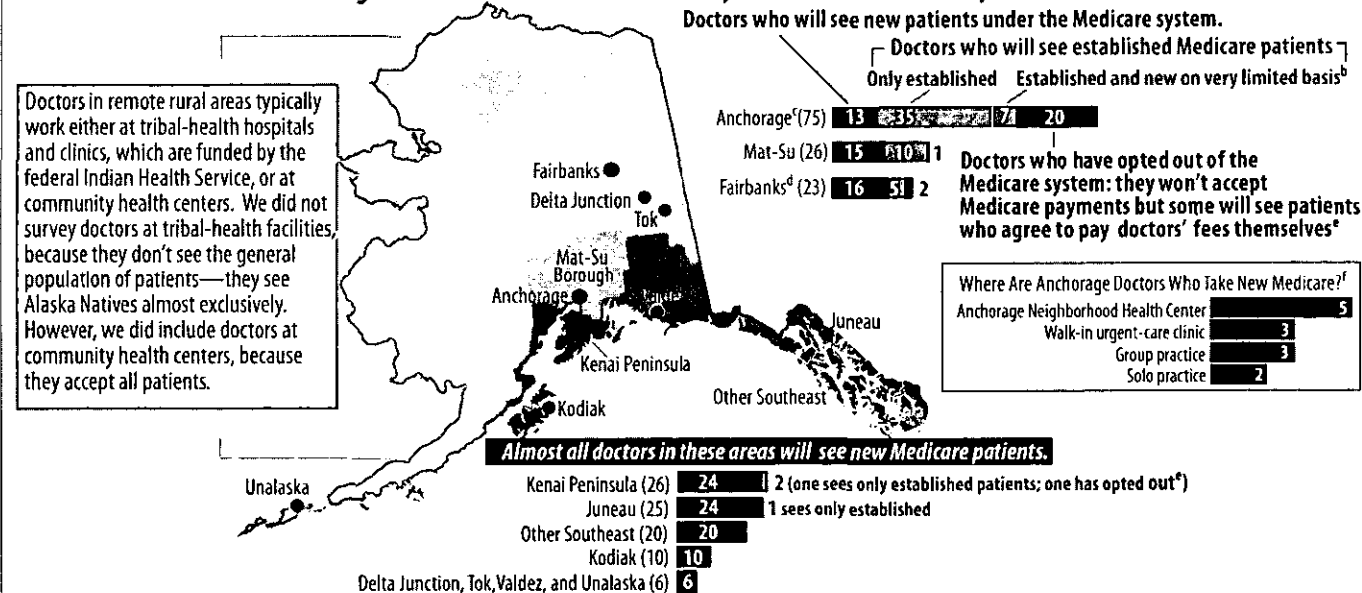 Doctors who will see new patients under the Medicare system.
Doctors who will see established Medicare patients
Only established Established and new on very limited basisᵇ
Anchorageᶜ(75) 13 35 7 20
Mat-Su (26) 15 10 1
Fairbanksᵈ (23) 16 5 2
Doctors who have opted out of the
Medicare system: they won't accept
Medicare payments but some will see patients
who agree to pay doctors' fees themselvesᵉ
Doctors in remote rural areas typically
work either at tribal-health hospitals
and clinics, which are funded by the
federal Indian Health Service, or at
community health centers. We did not
survey doctors at tribal-health facilities,
because they don't see the general
population of patients—they see
Alaska Natives almost exclusively.
However, we did include doctors at
community health centers, because
they accept all patients.
Fairbanks
Delta Junction
Tok
Mat-Su
Borough
Anchorage
Kenai Peninsula
Kodiak
Unalaska
Juneau
Other Southeast
Where Are Anchorage Doctors Who Take New Medicare?ᶠ
Anchorage Neighborhood Health Center 5
Walk-in urgent-care clinic 3
Group practice 3
Solo practice 2
Almost all doctors in these areas will see new Medicare patients.
Kenai Peninsula (26) 24 2 (one sees only established patients; one has opted outᵉ)
Juneau (25) 24 1 sees only established
Other Southeast (20) 20
Kodiak (10) 10
Delta Junction, Tok, Valdez, and Unalaska (6) 6